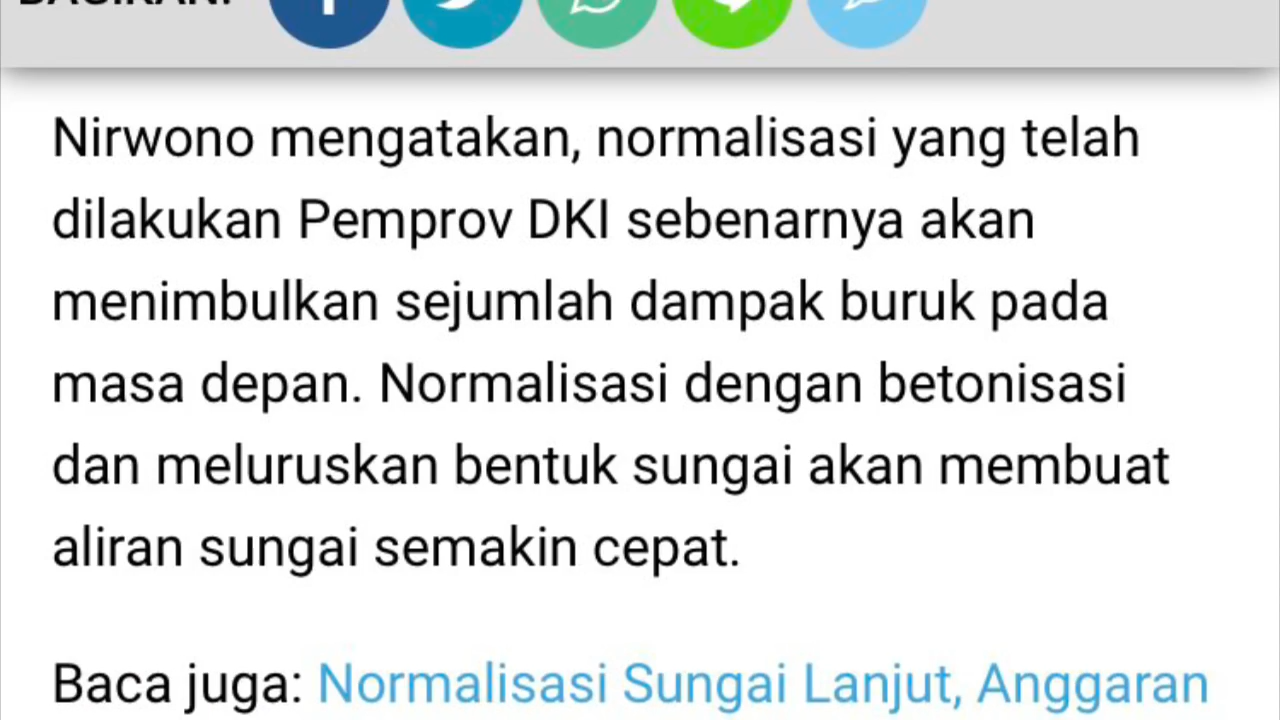 BAGIKAN:
Nirwono mengatakan, normalisasi yang telah
dilakukan Pemprov DKI sebenarnya akan
menimbulkan sejumlah dampak buruk pada
masa depan. Normalisasi dengan betonisasi
dan meluruskan bentuk sungai akan membuat
aliran sungai semakin cepat.
Baca juga: Normalisasi Sungai Lanjut, Anggaran